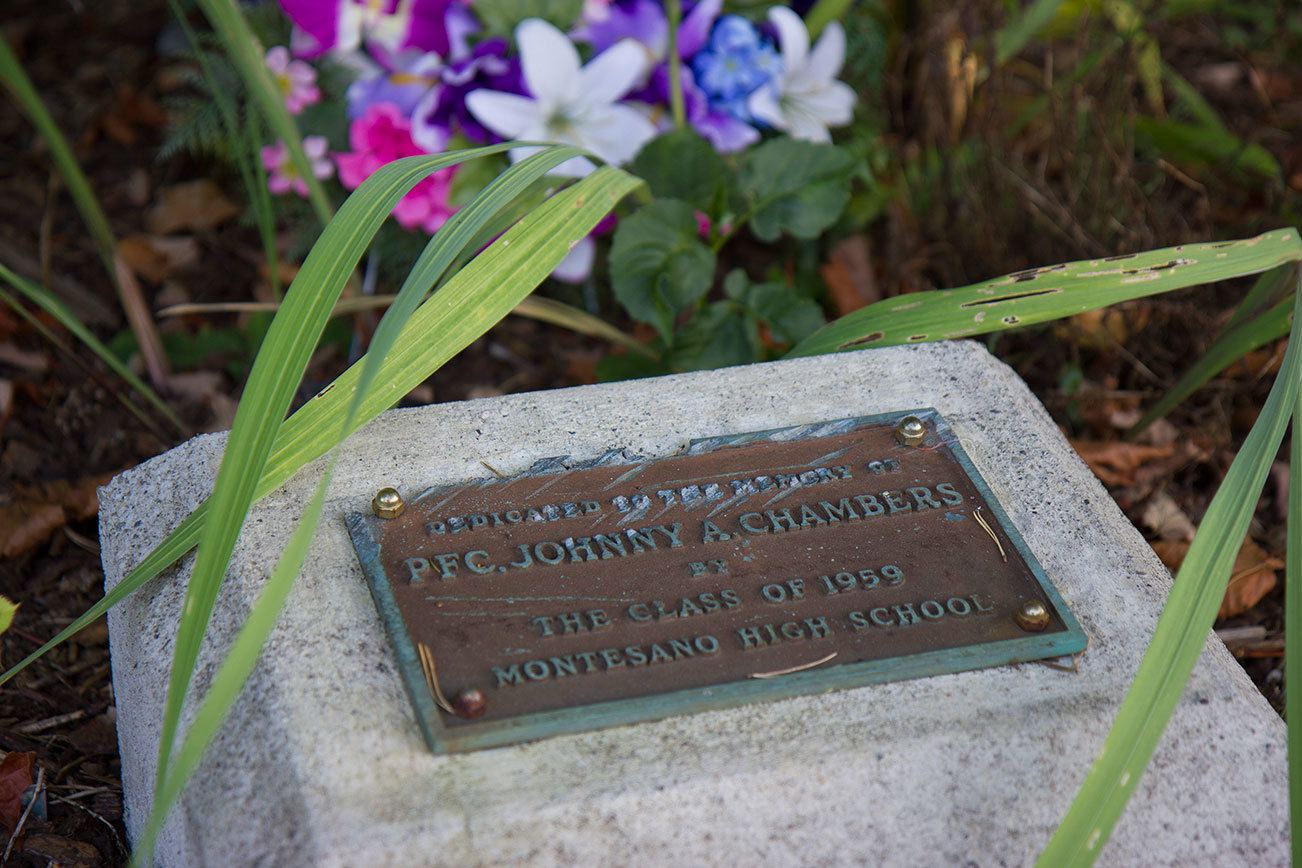 DEDICATED TO THE MEMORY OF
PFC. JOHNNY A. CHAMBERS
BY
THE CLASS OF 1959
MONTESANO HIGH SCHOOL